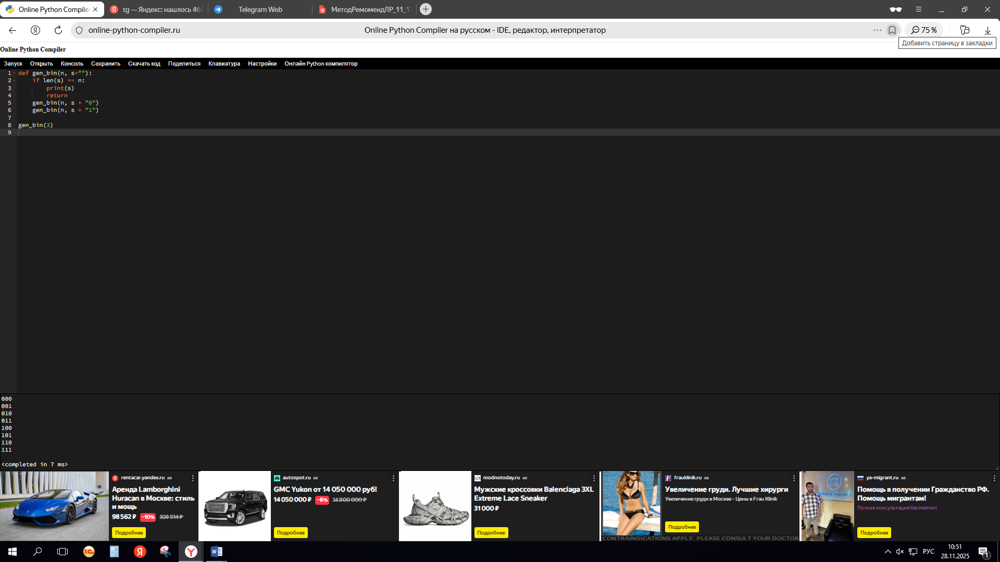 Online Python Compiler
tg — Яндекс: нашлось 464
Telegram Web
МетодРемомендЛР_11_12
online-python-compiler.ru
Online Python Compiler на русском - IDE, редактор, интерпретатор
75 %
Добавить страницу в закладки
Online Python Compiler
Запуск Открыть Консоль Сохранить Скачать код Поделиться Клавиатура Настройки Онлайн Python компилятор
1 def gen_bin(n, s=""):
2 if len(s) == n:
3 print(s)
4 return
5 gen_bin(n, s + "0")
6 gen_bin(n, s + "1")
7
8 gen_bin(3)
9
000
001
010
011
100
101
110
111
<completed in 7 ms>
rentacar.yandex.ru AD
Аренда Lamborghini
Huracan в Москве: стиль
и мощь
98 562 ₽ −10% 109 514 ₽
Подробнее
autospot.ru AD
GMC Yukon от 14 050 000 руб!
14 050 000 ₽ −6% 14 900 000 ₽
Подробнее
LUX modnotoday.ru AD
Мужские кроссовки Balenciaga 3XL
Extreme Lace Sneaker
31 000 ₽
Подробнее
frauklinik.ru AD
Увеличение груди. Лучшие хирурги
Увеличение груди в Москве - Цены в Frau Klinik
Подробнее
CONTRAINDICATIONS APPLY. PLEASE CONSULT YOUR DOCTOR
ya-migrant.ru AD
Помощь в получении Гражданство РФ.
Помощь мигрантам!
Полная консультация бесплатно!
Подробнее
РУС
10:51
28.11.2025
1